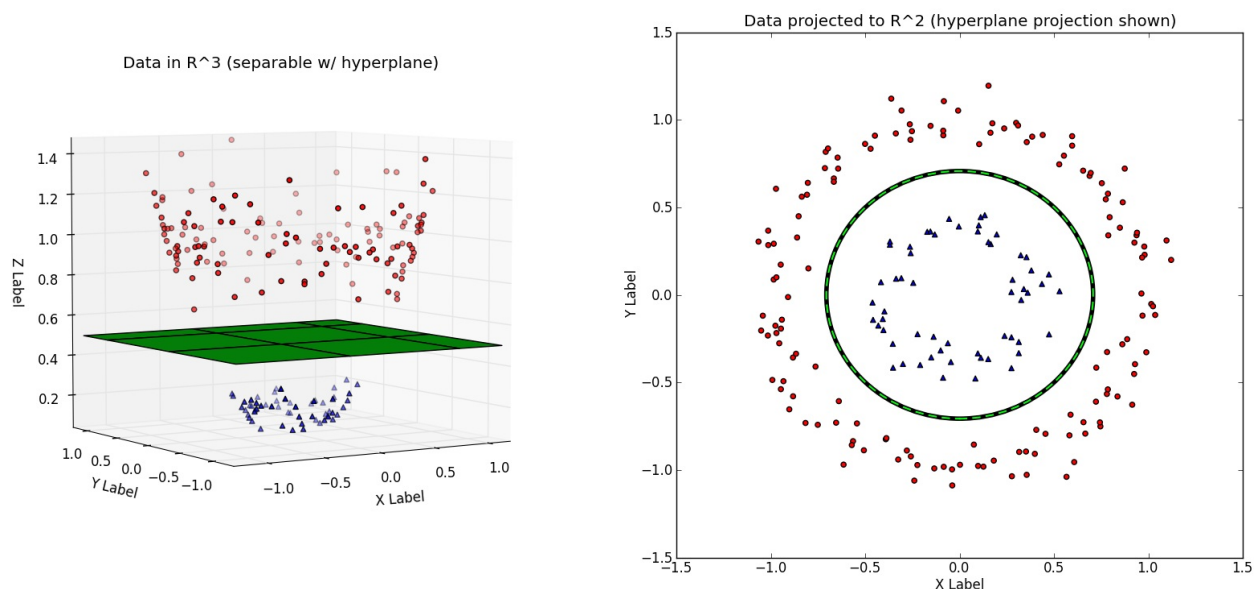 Data in R^3 (separable w/ hyperplane)
1.4
1.2
1.0
0.8
0.6
0.4
0.2
Z Label
1.0 0.5 0.0 −0.5 −1.0
Y Label
−1.0 −0.5 0.0 0.5 1.0
X Label
Data projected to R^2 (hyperplane projection shown)
1.5
1.0
0.5
0.0
−0.5
−1.0
−1.5
Y Label
−1.5 −1.0 −0.5 0.0 0.5 1.0 1.5
X Label